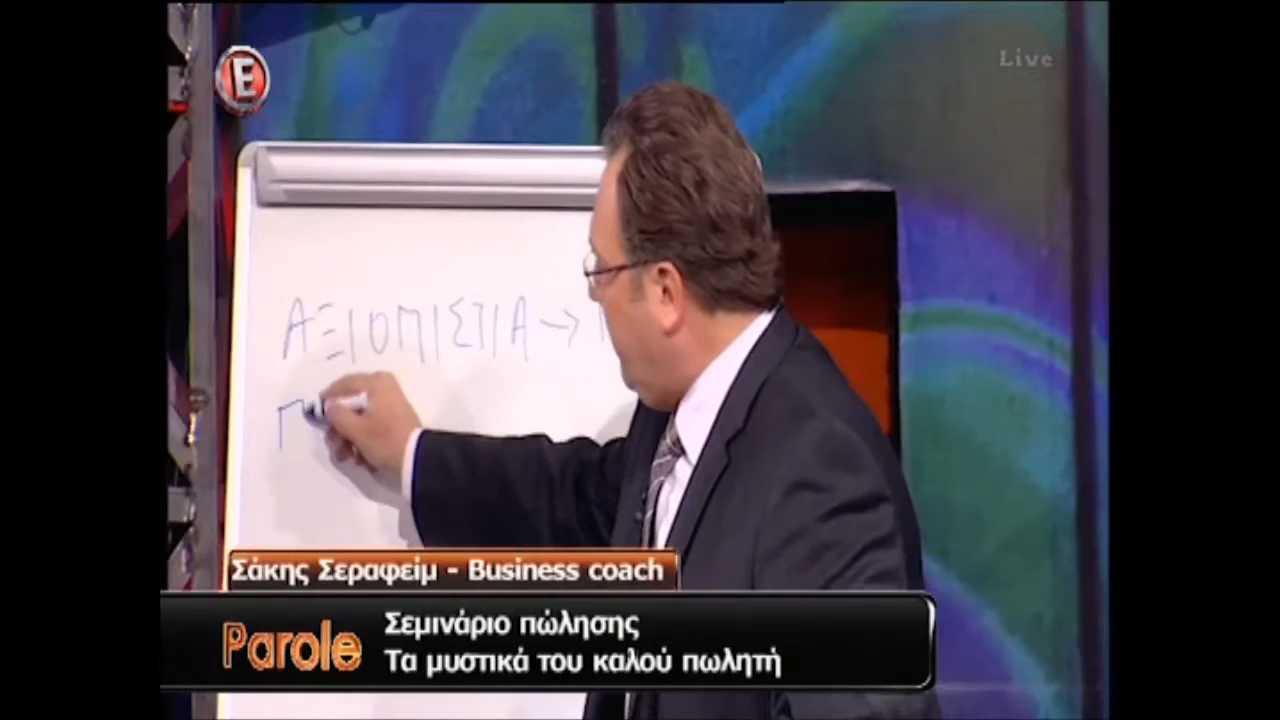 E
Live
ΑΞΙΟΠΙΣΤΙΑ →
Σάκης Σεραφείμ - Business coach
Parole
Σεμινάριο πώλησης
Τα μυστικά του καλού πωλητή